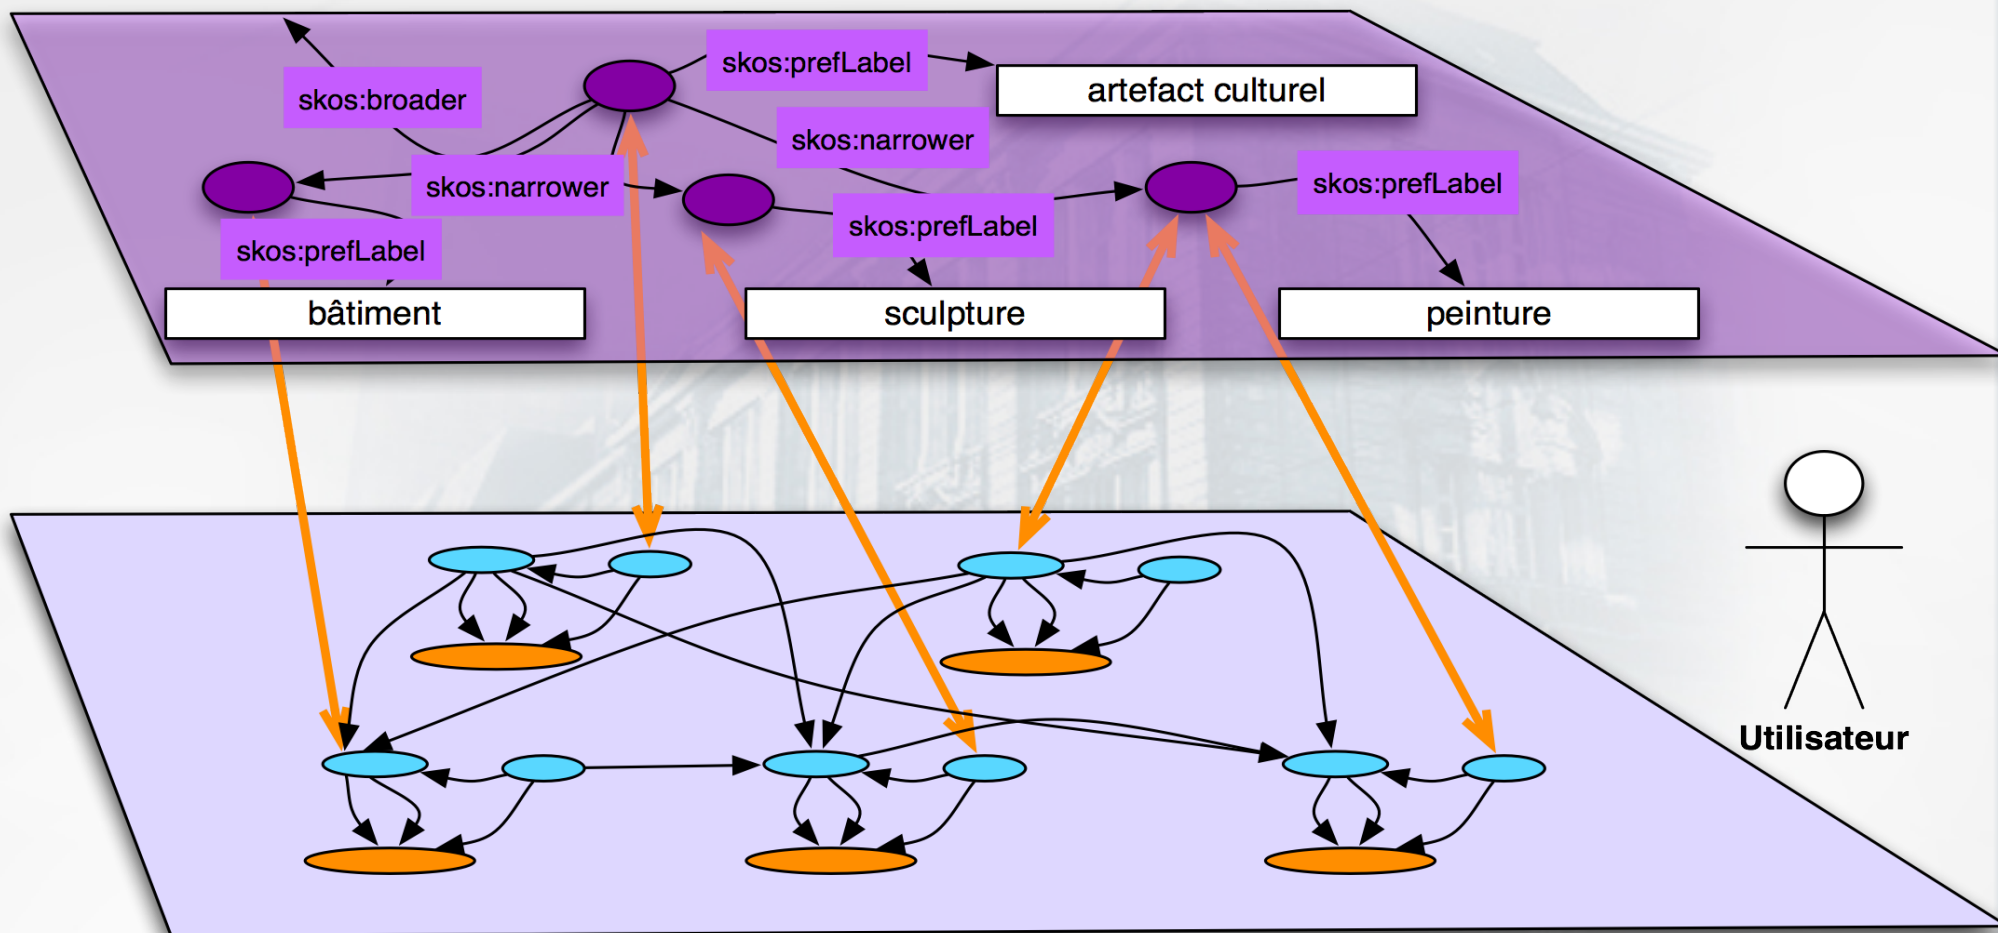 skos:prefLabel
artefact culturel
skos:broader
skos:narrower
skos:narrower
skos:prefLabel
skos:prefLabel
skos:prefLabel
bâtiment
sculpture
peinture
Utilisateur